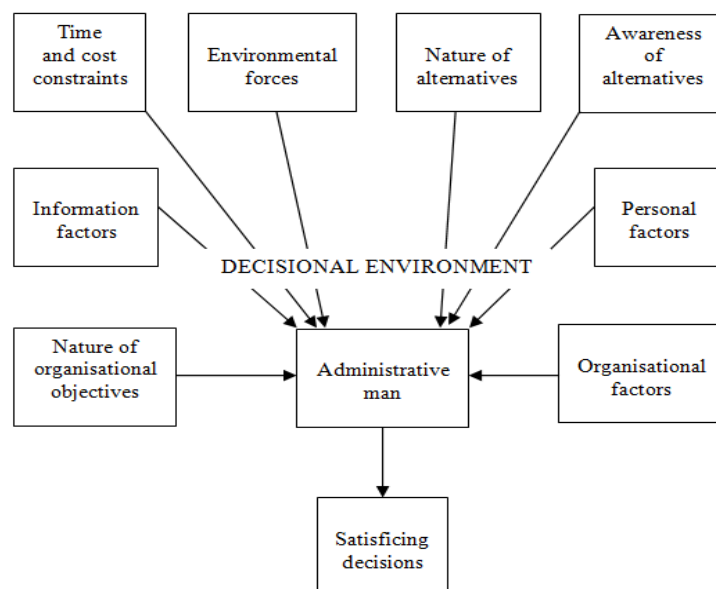 Time
and cost
constraints
Environmental
forces
Nature of
alternatives
Awareness
of
alternatives
Information
factors
Personal
factors
DECISIONAL ENVIRONMENT
Nature of
organisational
objectives
Administrative
man
Organisational
factors
Satisficing
decisions